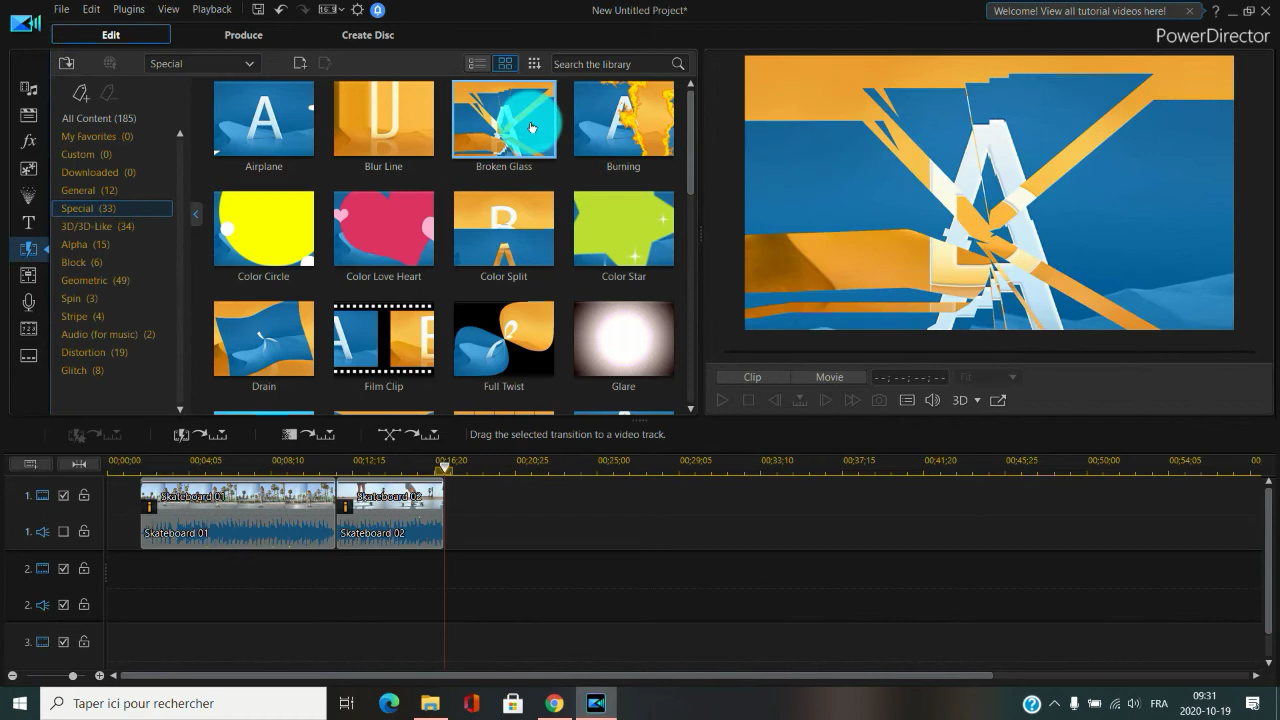 File Edit Plugins View Playback
New Untitled Project*
Welcome! View all tutorial videos here!
PowerDirector
Edit Produce Create Disc
Special
Search the library
All Content (185)
My Favorites (0)
Custom (0)
Downloaded (0)
General (12)
Special (33)
3D/3D-Like (34)
Alpha (15)
Block (6)
Geometric (49)
Spin (3)
Stripe (4)
Audio (for music) (2)
Distortion (19)
Glitch (8)
Airplane Blur Line Broken Glass Burning
Color Circle Color Love Heart Color Split Color Star
Drain Film Clip Full Twist Glare
Clip Movie --;--;--;-- Fit
3D
Drag the selected transition to a video track.
00;00;00 00;04;05 00;08;10 00;12;15 00;16;20 00;20;25 00;25;00 00;29;05 00;33;10 00;37;15 00;41;20 00;45;25 00;50;00 00;54;05 00
1. Skateboard 01 Skateboard 02
1. Skateboard 01 Skateboard 02
2.
2.
3.
Taper ici pour rechercher
FRA
09:31
2020-10-19